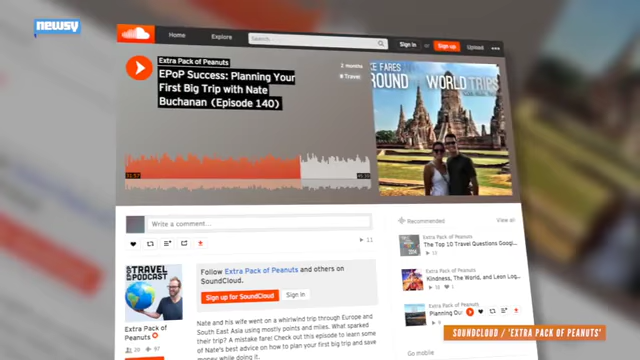 newsy
Home Explore Search... Sign in or Sign up Upload
Extra Pack of Peanuts
2 months
EPoP Success: Planning Your
Travel
First Big Trip with Nate
Buchanan (Episode 140)
CE FARES
ROUND WORLD TRIPS
Write a comment...
11
Recommended View all
Extra Pack of Peanuts
The Top 10 Travel Questions Googl...
Extra Pack of Peanuts
Kindness, The World, and Leon Log...
Extra Pack of Peanuts
Planning Ou
TRAVEL
PODCAST
Extra Pack of
Peanuts
Follow Extra Pack of Peanuts and others on
SoundCloud.
Sign up for SoundCloud Sign in
Nate and his wife went on a whirlwind trip through Europe and
South East Asia using mostly points and miles. What sparked
their trip? A mistake fare! Check out this episode to learn some
of Nate's best advice on how to plan your first big trip and save
money while doing it.
Go mobile
SOUNDCLOUD / 'EXTRA PACK OF PEANUTS'